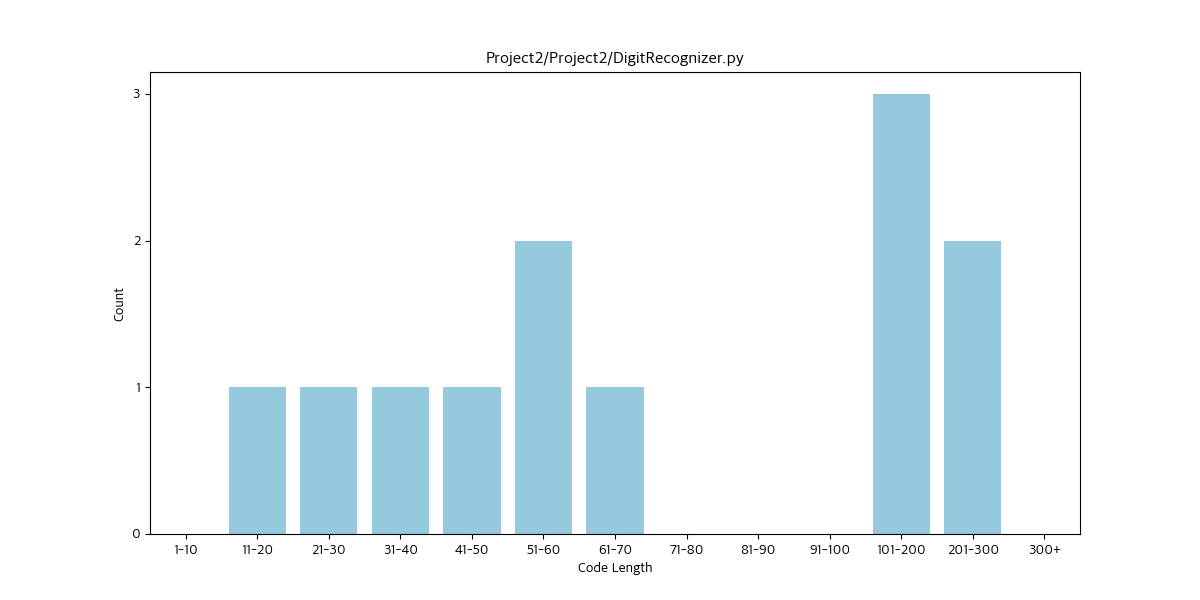 Project2/Project2/DigitRecognizer.py
3
2
1
0
Count
1-10 11-20 21-30 31-40 41-50 51-60 61-70 71-80 81-90 91-100 101-200 201-300 300+
Code Length